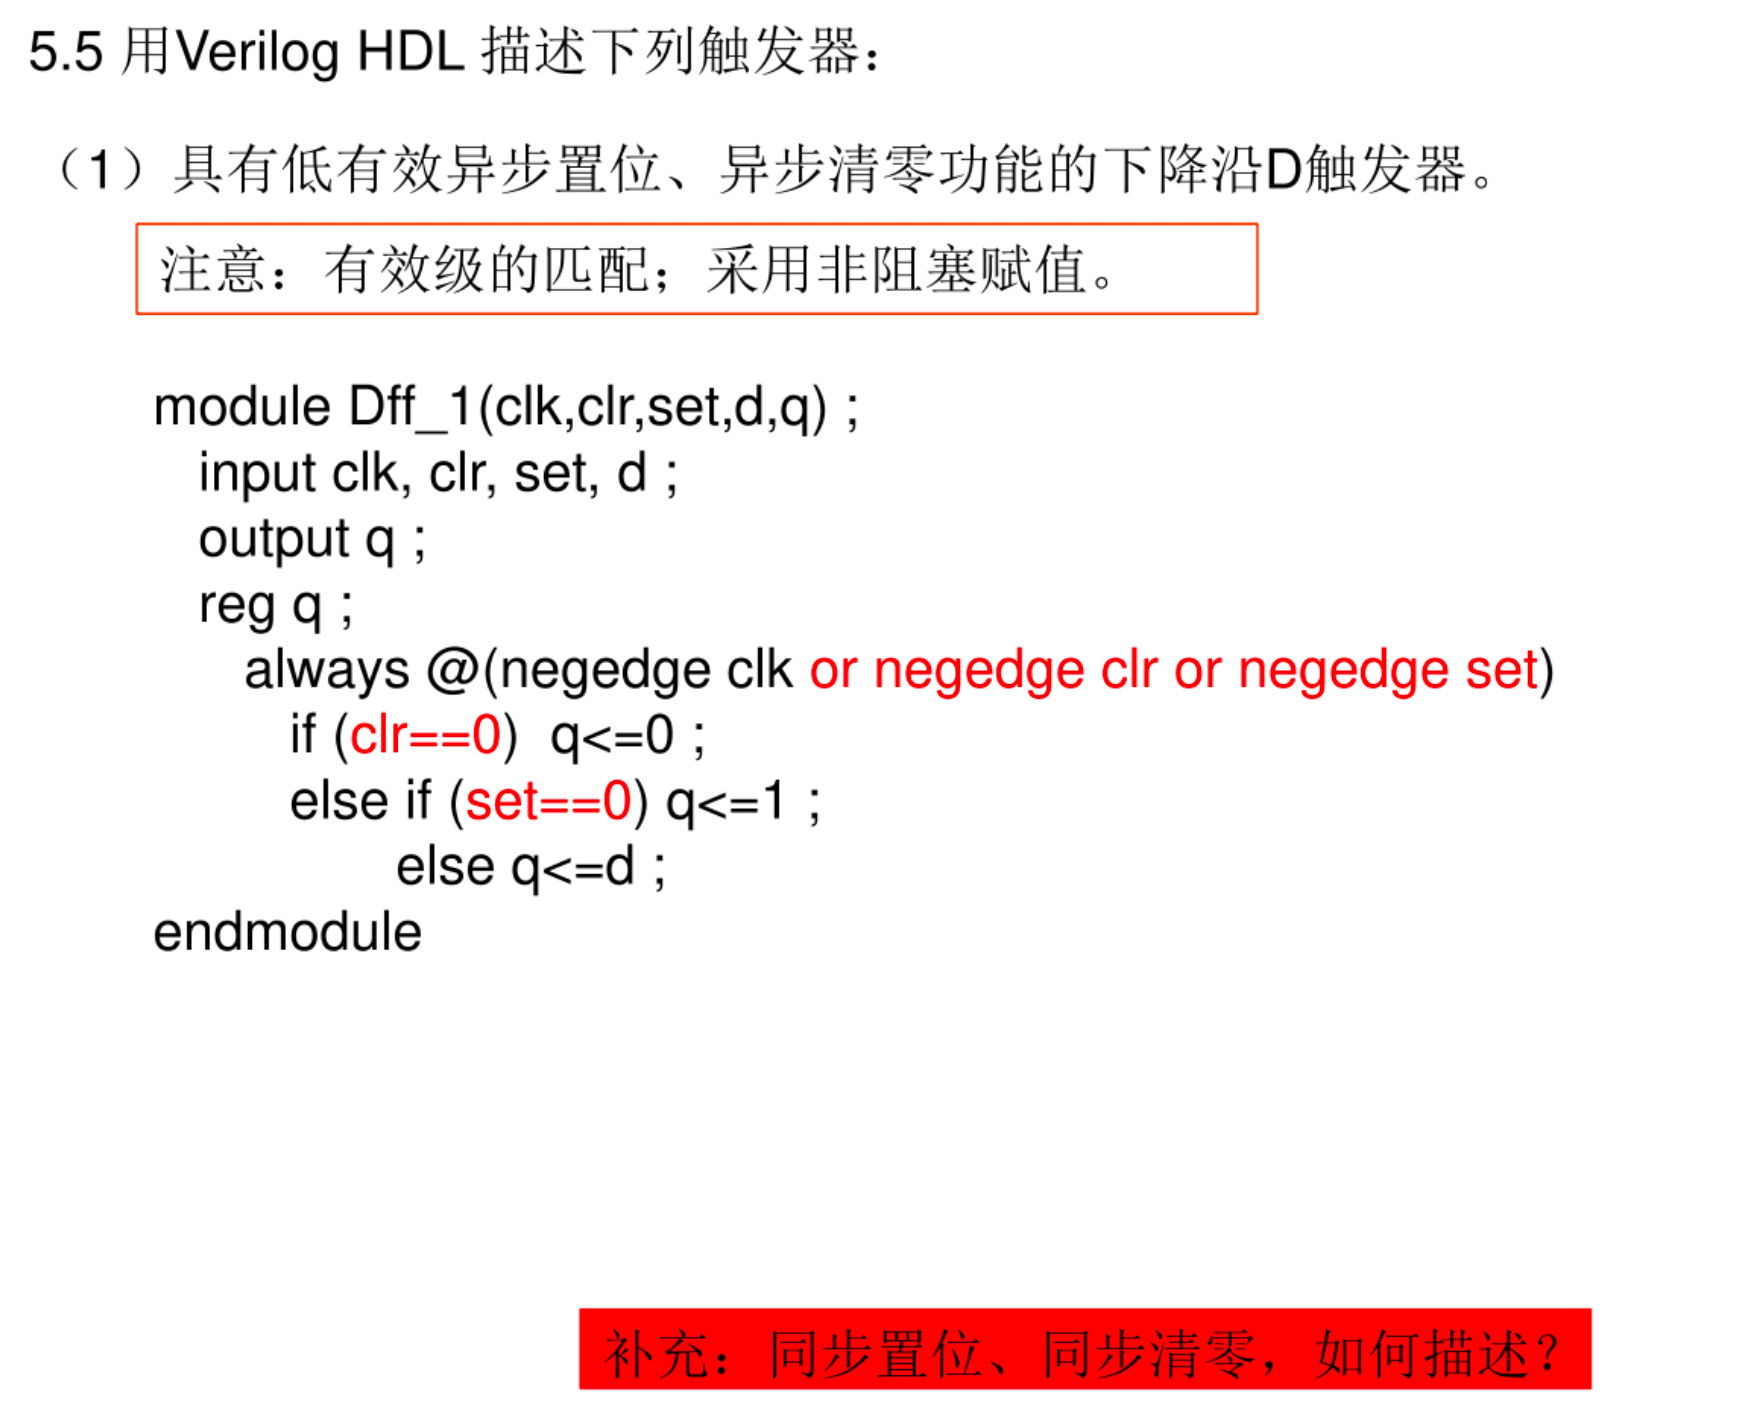 5.5 用Verilog HDL 描述下列触发器：
（1）具有低有效异步置位、异步清零功能的下降沿D触发器。
注意：有效级的匹配；采用非阻塞赋值。
module Dff_1(clk,clr,set,d,q) ;
input clk, clr, set, d ;
output q ;
reg q ;
always @(negedge clk or negedge clr or negedge set)
if (clr==0) q<=0 ;
else if (set==0) q<=1 ;
else q<=d ;
endmodule
补充：同步置位、同步清零，如何描述？